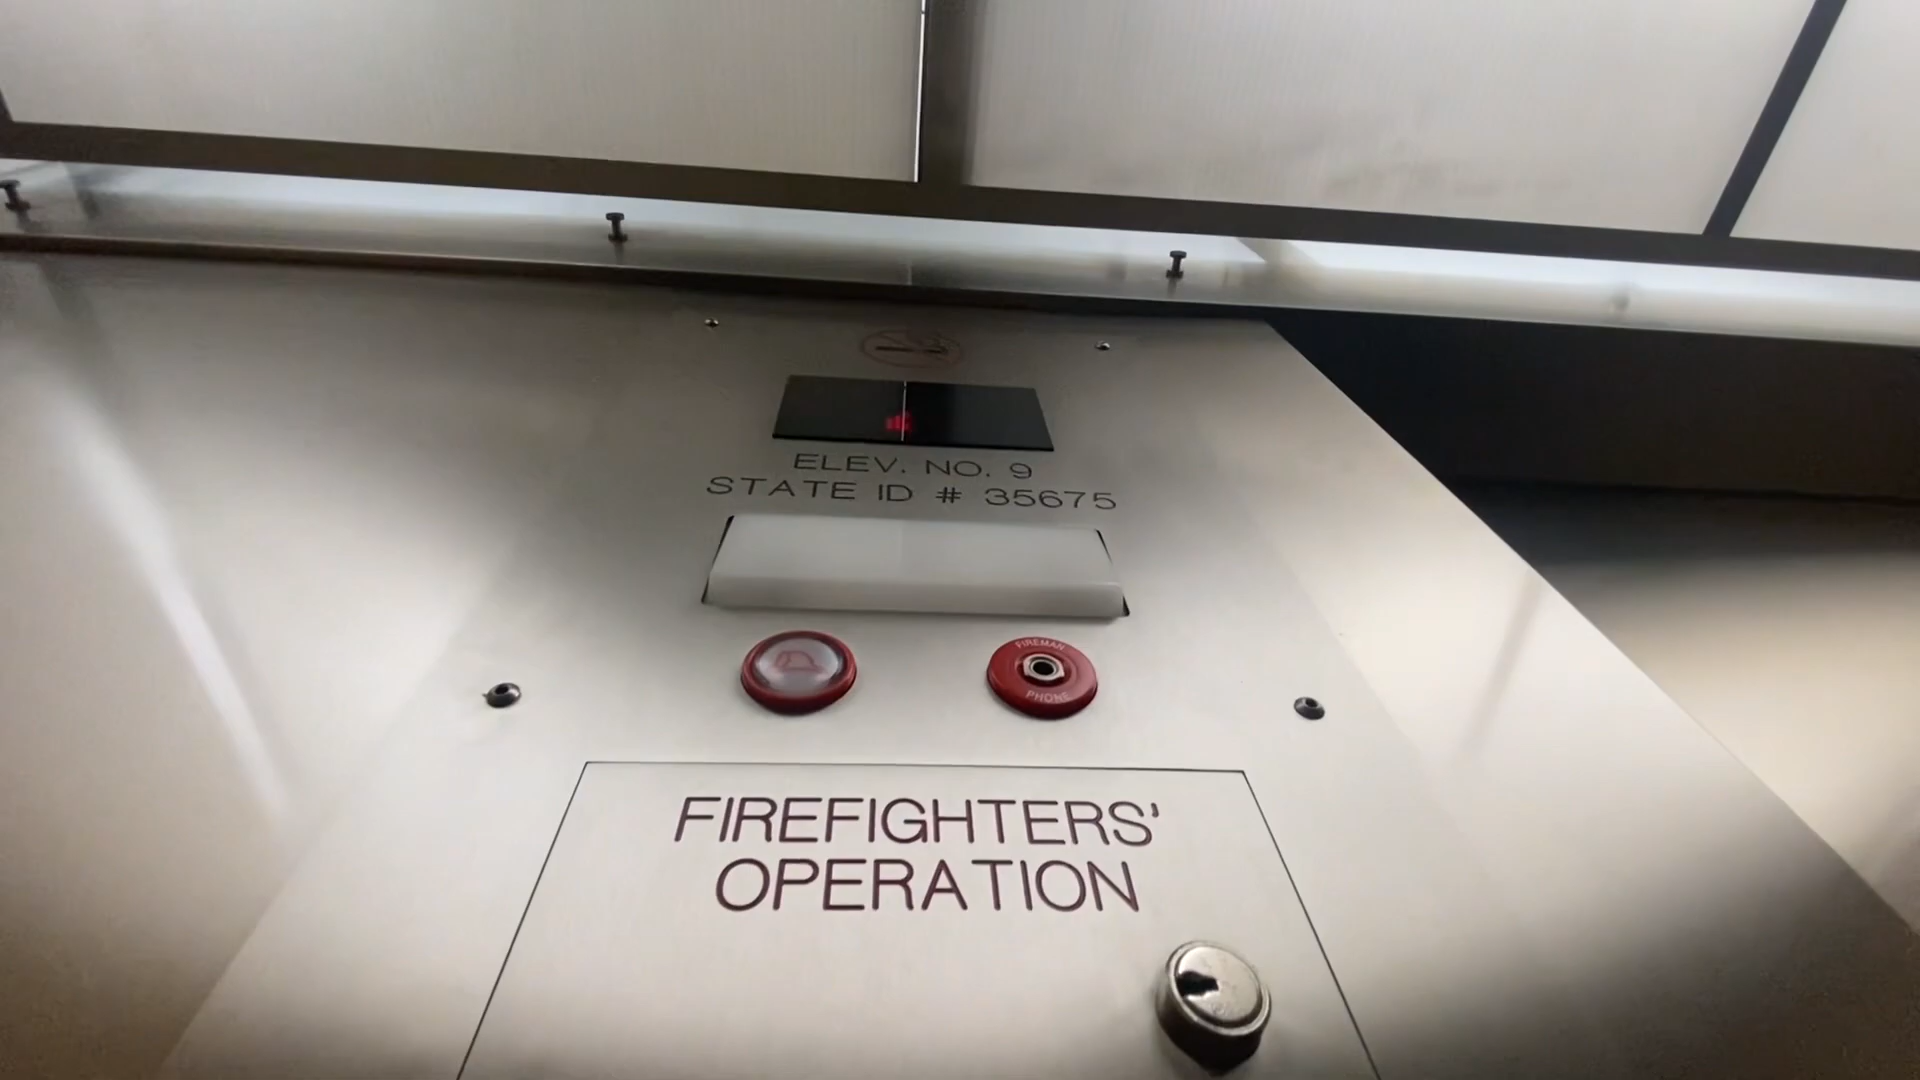 ELEV. NO. 9
STATE ID # 35675
FIREMAN
PHONE
FIREFIGHTERS'
OPERATION